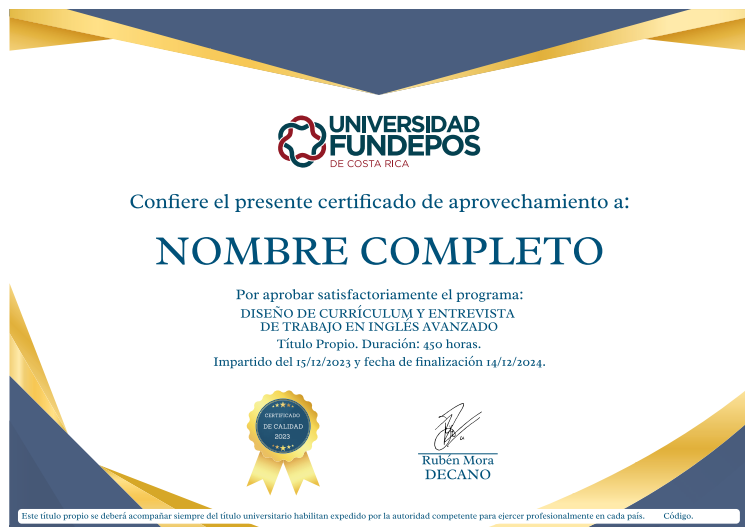 UNIVERSIDAD
FUNDEPOS
DE COSTA RICA
Confiere el presente certificado de aprovechamiento a:
NOMBRE COMPLETO
Por aprobar satisfactoriamente el programa:
DISEÑO DE CURRÍCULUM Y ENTREVISTA
DE TRABAJO EN INGLÉS AVANZADO
Título Propio. Duración: 450 horas.
Impartido del 15/12/2023 y fecha de finalización 14/12/2024.
CERTIFICADO
DE CALIDAD
2023
Rubén Mora
DECANO
Este título propio se deberá acompañar siempre del título universitario habilitan expedido por la autoridad competente para ejercer profesionalmente en cada país. Código.